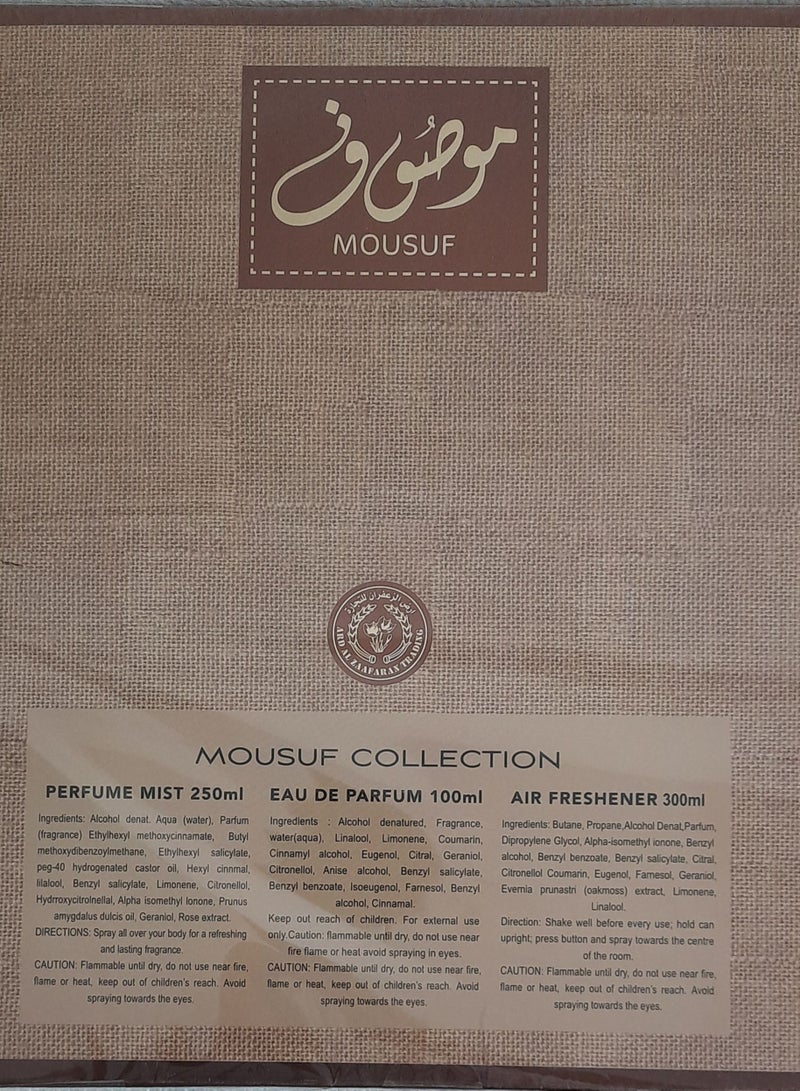 موصوف
MOUSUF
ارض الزعفران للتجارة
ARD AL ZAAFARAN TRADING
MOUSUF COLLECTION
PERFUME MIST 250ml
Ingredients: Alcohol denat. Aqua (water), Parfum
(fragrance) Ethylhexyl methoxycinnamate, Butyl
methoxydibenzoylmethane, Ethylhexyl salicylate,
peg-40 hydrogenated castor oil, Hexyl cinnmal,
lilalool, Benzyl salicylate, Limonene, Citronellol,
Hydrroxycitrolnellal, Alpha isomethyl lonone, Prunus
amygdalus dulcis oil, Geraniol, Rose extract.
DIRECTIONS: Spray all over your body for a refreshing
and lasting fragrance.
CAUTION: Flammable until dry, do not use near fire,
flame or heat, keep out of children's reach. Avoid
spraying towards the eyes.
EAU DE PARFUM 100ml
Ingredients : Alcohol denatured, Fragrance,
water(aqua), Linalool, Limonene, Coumarin,
Cinnamyl alcohol, Eugenol, Citral, Geraniol,
Citronellol, Anise alcohol, Benzyl salicylate,
Benzyl benzoate, Isoeugenol, Farnesol, Benzyl
alcohol, Cinnamal.
Keep out reach of children. For external use
only.Caution: flammable until dry, do not use near
fire flame or heat avoid spraying in eyes.
CAUTION: Flammable until dry, do not use near fire,
flame or heat, keep out of children's reach. Avoid
spraying towards the eyes.
AIR FRESHENER 300ml
Ingredients: Butane, Propane,Alcohol Denat,Parfum,
Dipropylene Glycol, Alpha-isomethyl ionone, Benzyl
alcohol, Benzyl benzoate, Benzyl salicylate, Citral,
Citronellol Coumarin, Eugenol, Farnesol, Geraniol,
Evernia prunastri (oakmoss) extract, Limonene,
Linalool.
Direction: Shake well before every use; hold can
upright; press button and spray towards the centre
of the room.
CAUTION: Flammable until dry, do not use near fire,
flame or heat, keep out of children's reach. Avoid
spraying towards the eyes.